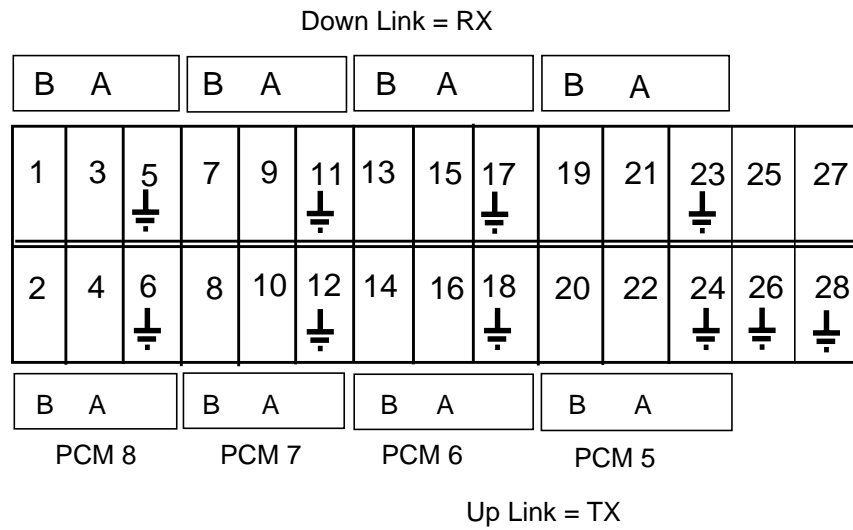 Down Link = RX
B A B A B A B A
1 3 5 7 9 11 13 15 17 19 21 23 25 27
2 4 6 8 10 12 14 16 18 20 22 24 26 28
B A B A B A B A
PCM 8 PCM 7 PCM 6 PCM 5
Up Link = TX